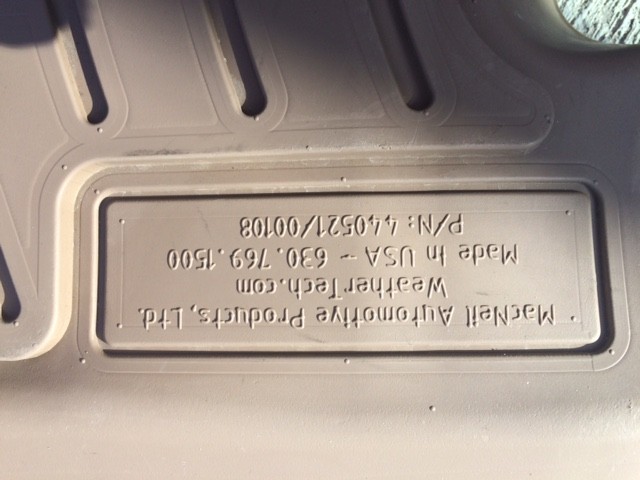 MacNeil Automotive Products, Ltd.
WeatherTech.com
Made In USA - 630.769.1500
P/N: 440521/00108